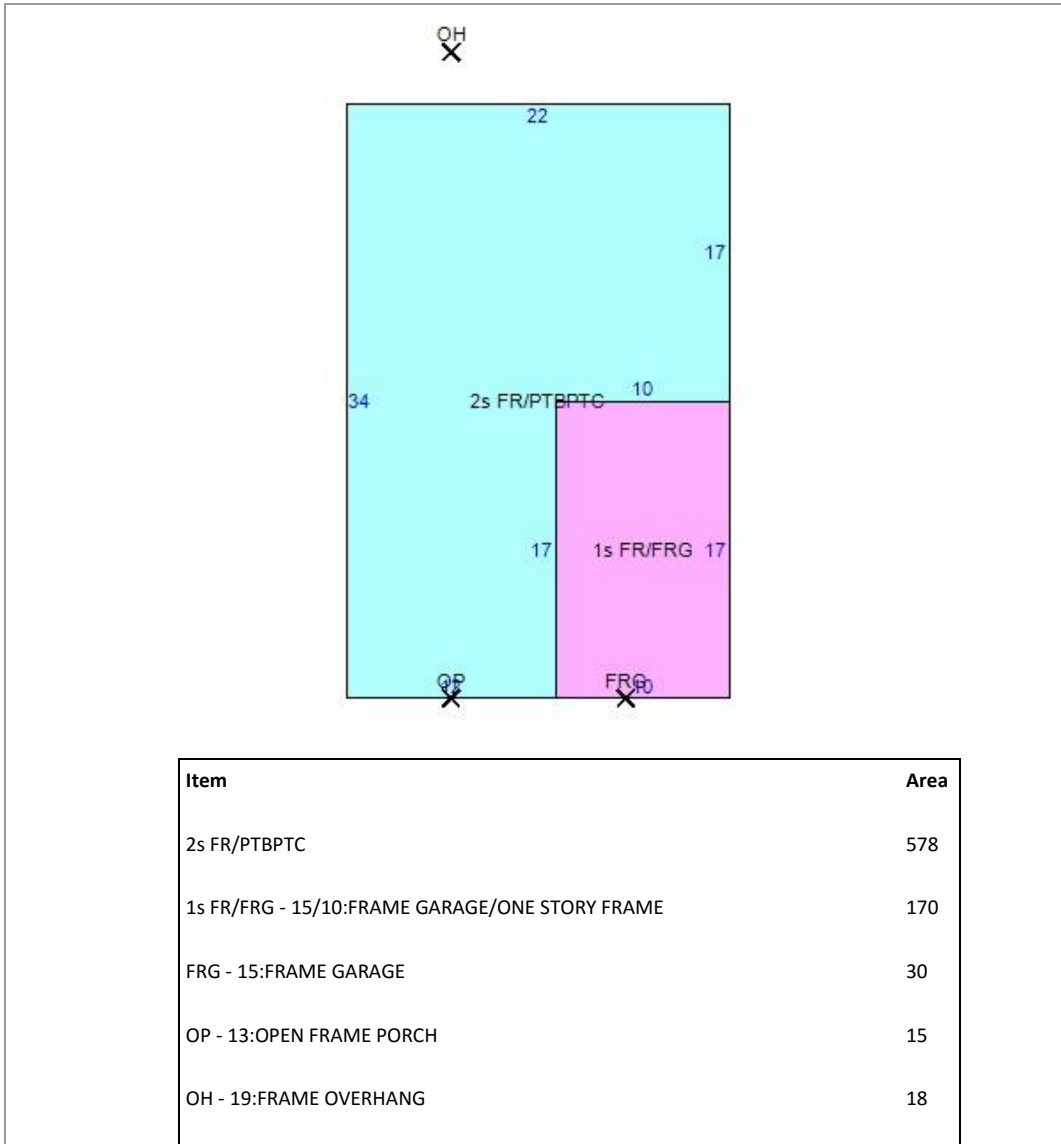 OH
22
17
10
34 2s FR/PTBPTC
17 1s FR/FRG 17
OP FRG 10
Item Area
2s FR/PTBPTC 578
1s FR/FRG - 15/10:FRAME GARAGE/ONE STORY FRAME 170
FRG - 15:FRAME GARAGE 30
OP - 13:OPEN FRAME PORCH 15
OH - 19:FRAME OVERHANG 18